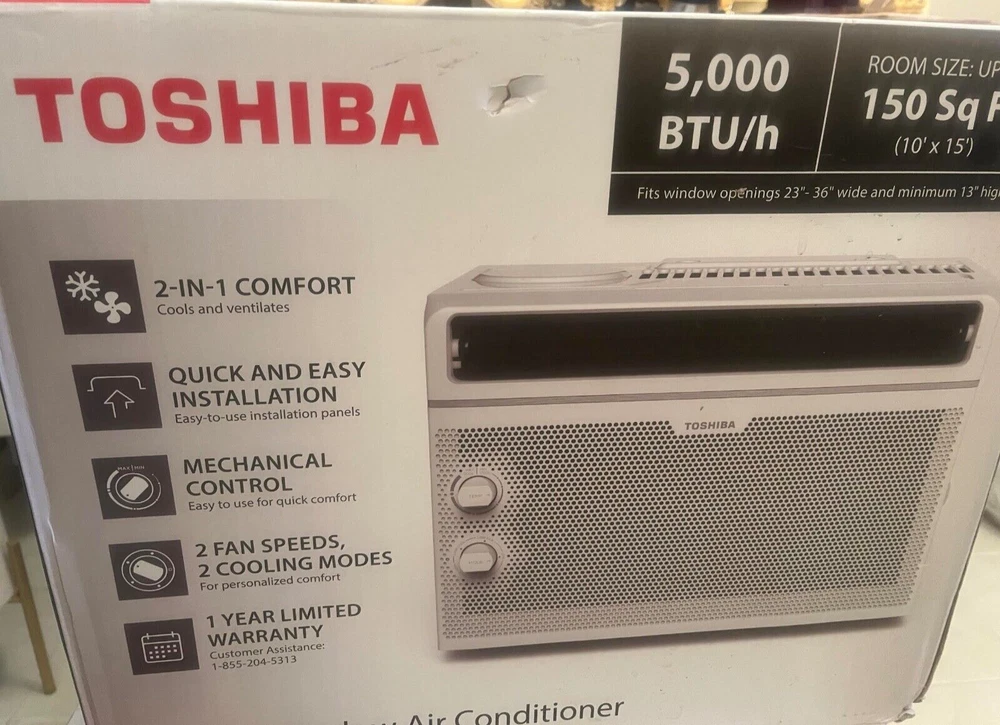 TOSHIBA
5,000
BTU/h
ROOM SIZE: UP
150 Sq F
(10' x 15')
Fits window openings 23"- 36" wide and minimum 13" high
2-IN-1 COMFORT
Cools and ventilates
QUICK AND EASY
INSTALLATION
Easy-to-use installation panels
MAX | MIN
MECHANICAL
CONTROL
Easy to use for quick comfort
2 FAN SPEEDS,
2 COOLING MODES
For personalized comfort
1 YEAR LIMITED
WARRANTY
Customer Assistance:
1-855-204-5313
TOSHIBA
TEMP
Air Conditioner